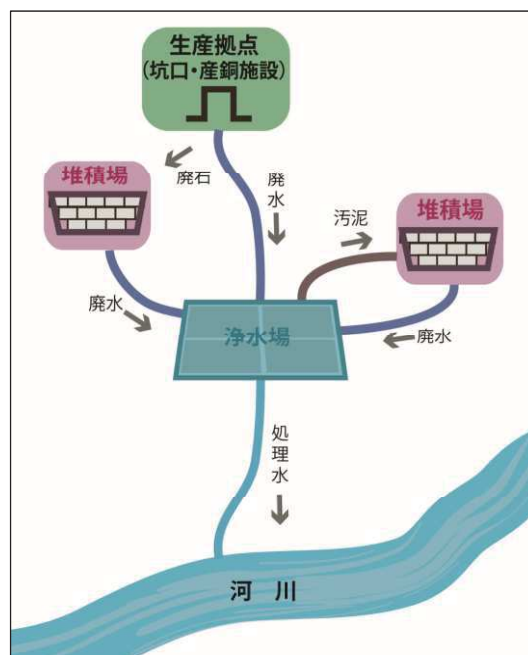 生産拠点
(坑口・産銅施設)
堆積場
廃石
廃水
汚泥
堆積場
廃水
浄水場
廃水
処理水
河 川